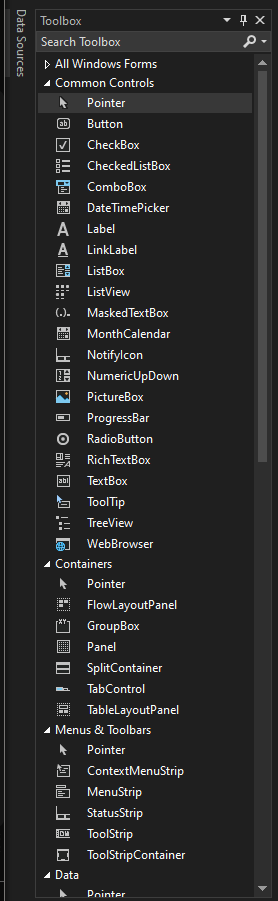 Data Sources
Toolbox
Search Toolbox
All Windows Forms
Common Controls
Pointer
Button
CheckBox
CheckedListBox
ComboBox
DateTimePicker
Label
LinkLabel
ListBox
ListView
MaskedTextBox
MonthCalendar
NotifyIcon
NumericUpDown
PictureBox
ProgressBar
RadioButton
RichTextBox
TextBox
ToolTip
TreeView
WebBrowser
Containers
Pointer
FlowLayoutPanel
GroupBox
Panel
SplitContainer
TabControl
TableLayoutPanel
Menus & Toolbars
Pointer
ContextMenuStrip
MenuStrip
StatusStrip
ToolStrip
ToolStripContainer
Data
Pointer